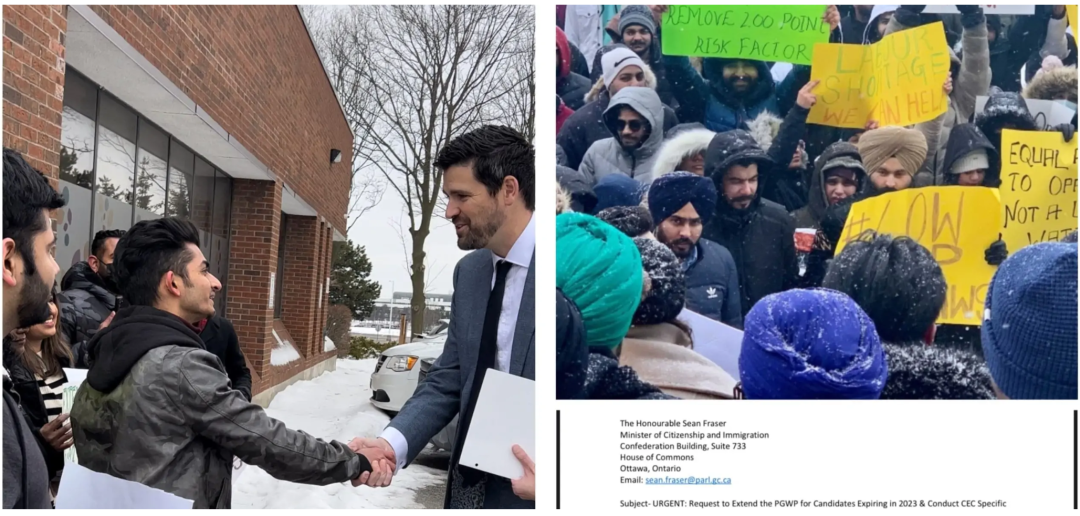 REMOVE 200 POINT
RISK FACTOR
LABOUR
SHORTAGE
WE CAN HELP
EQUAL
TO
NOT A
The Honourable Sean Fraser
Minister of Citizenship and Immigration
Confederation Building, Suite 733
House of Commons
Ottawa, Ontario
Email: sean.fraser@parl.gc.ca
Subject- URGENT: Request to Extend the PGWP for Candidates Expiring in 2023 & Conduct CEC Specific